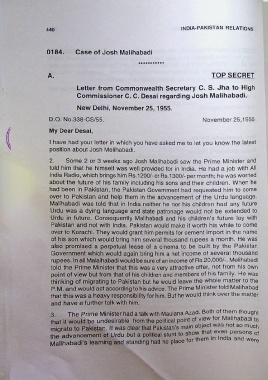 446 INDIA-PAKISTAN RELATIONS
0184. Case of Josh Malihabadi
***********
A. TOP SECRET
Letter from Commonwealth Secretary C. S. Jha to High
Commissioner C. C. Desai regarding Josh Malihabadi.
New Delhi, November 25, 1955.
D.O. No.338-CS/55. November 25,1955
My Dear Desai,
I have had your letter in which you have asked me to let you know the latest
position about Josh Malihabadi.
2. Some 2 or 3 weeks ago Josh Malihabadi saw the Prime Minister and
told him that he himself was well provided for in India. He had a job with All
India Radio, which brings him Rs.1200/- or Rs.1300/- per month; he was worried
about the future of his family including his sons and their children. When he
had been in Pakistan, the Pakistan Government had requested him to come
over to Pakistan and help them in the advancement of the Urdu language.
Malihabadi was told that in India neither he nor his children had any future
Urdu was a dying language and state patronage would not be extended to
Urdu in future. Consequently Malihabadi and his children's future lay with
Pakistan and not with India. Pakistan would make it worth his while to come
over to Karachi. They would grant him permits for cement import in the name
of his son which would bring him several thousand rupees a month. He was
also promised a perpetual lease of a cinema to be built by the Pakistan
Government which would again bring him a net income of several thousand
rupees. In all Malihabadi would be sure of an income of Rs.20,000/-. Malihabadi
told the Prime Minister that this was a very attractive offer, not from his own
point of view but from that of his children and members of his family. He was
thinking of migrating to Pakistan but he would leave the whole matter to the
P.M. and would act according to his advice. The Prime Minister told Malihabadi
that this was a heavy responsibility for him. But he would think over the matter
and have a further talk with him.
3. The Prime Minister had a talk with Maulana Azad. Both of them thought
that it would be undesirable from the political point of view for Malihabadi to
migrate to Pakistan. It was clear that Pakistan's main object was not so much
the advancement of Urdu but a political stunt to show that even persons of
Malihabadi's learning and standing had no place for them in India and were